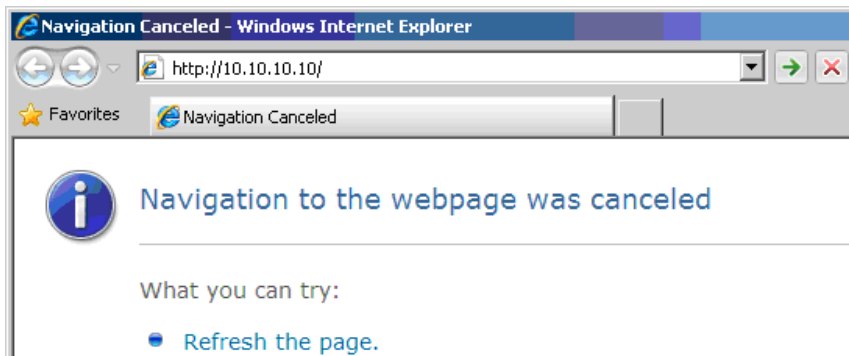 Navigation Canceled - Windows Internet Explorer
http://10.10.10.10/
Favorites
Navigation Canceled
Navigation to the webpage was canceled
What you can try:
Refresh the page.